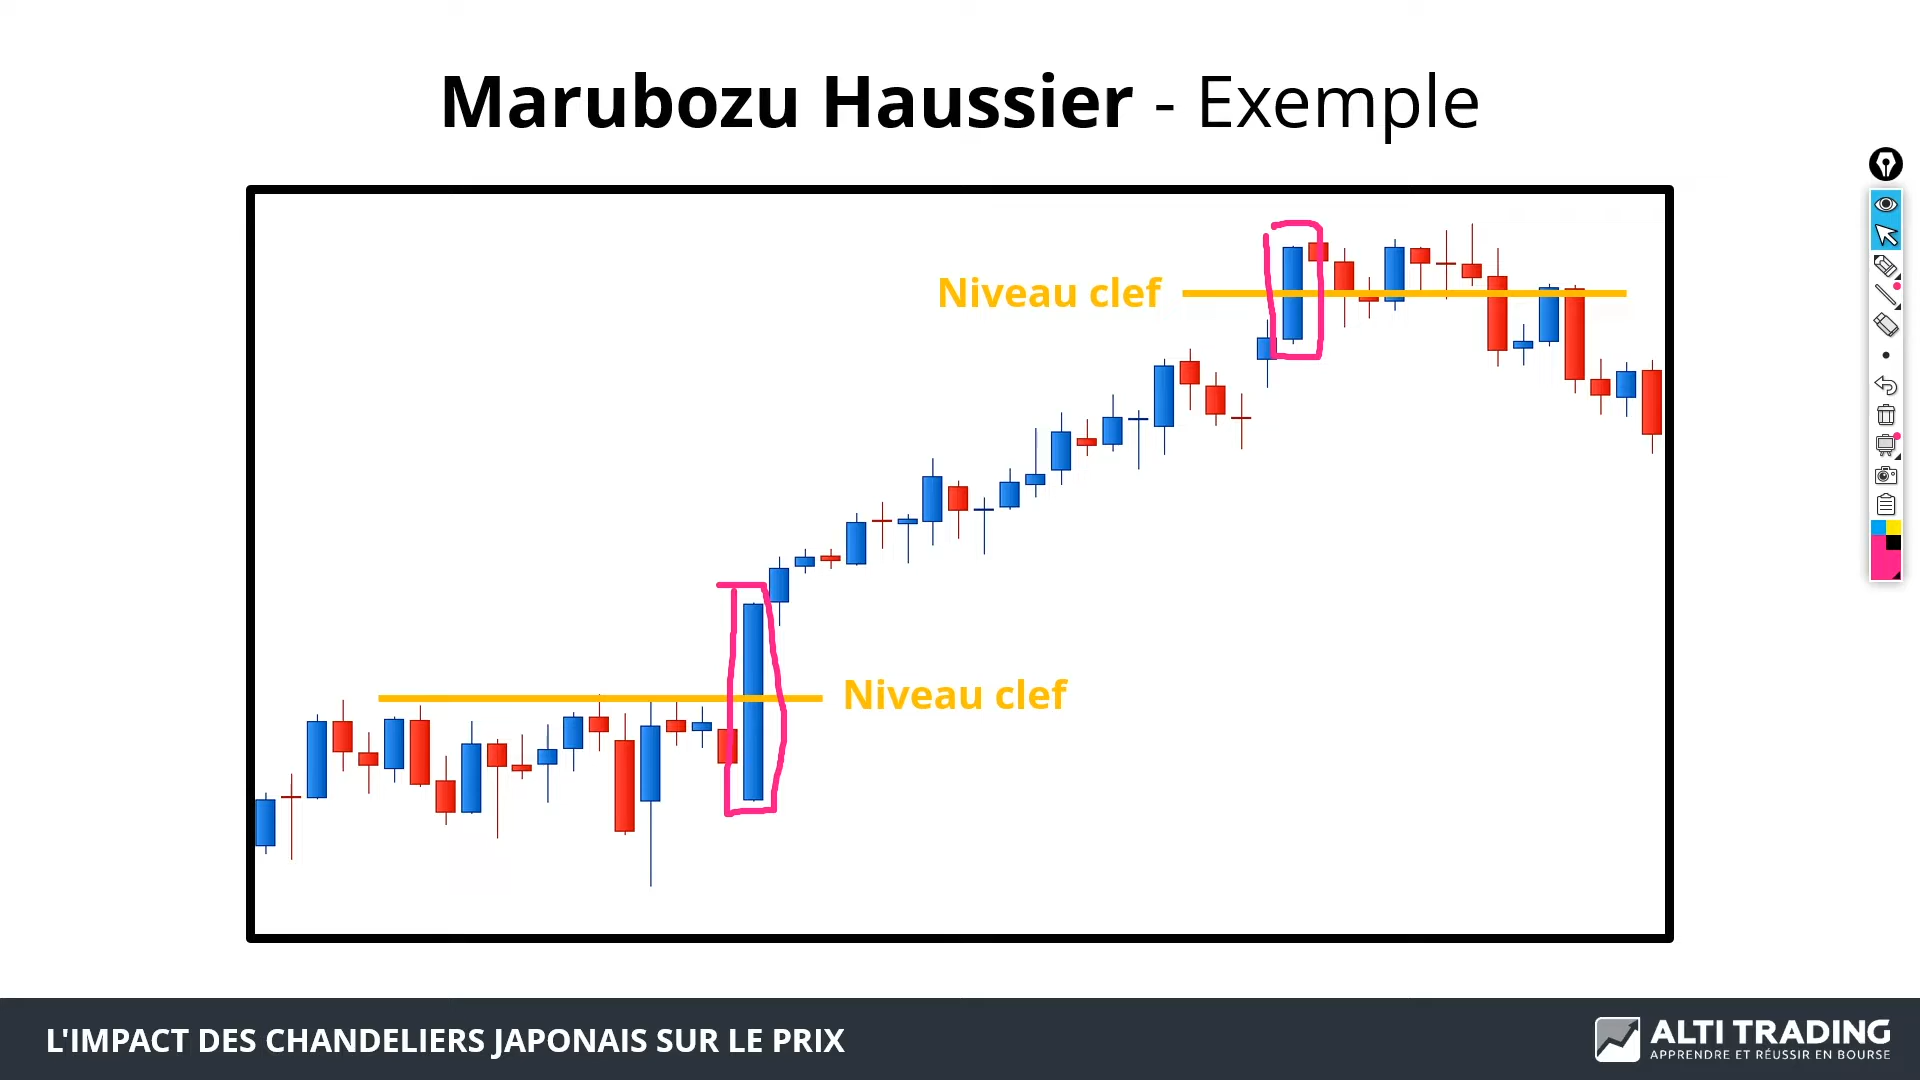 Marubozu Haussier - Exemple
Niveau clef
Niveau clef
L'IMPACT DES CHANDELIERS JAPONAIS SUR LE PRIX
ALTI TRADING
APPRENDRE ET RÉUSSIR EN BOURSE